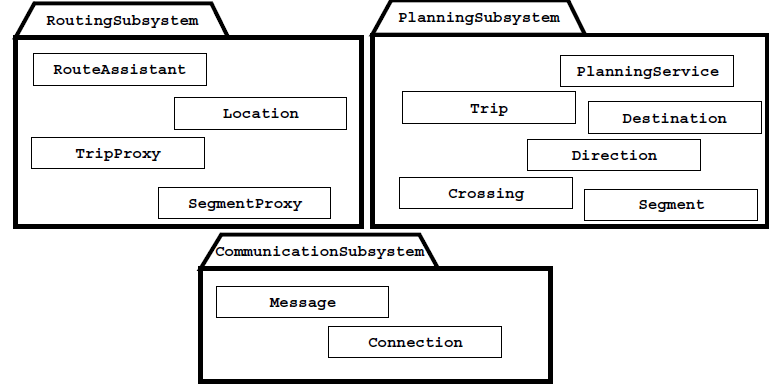 RoutingSubsystem
RouteAssistant
Location
TripProxy
SegmentProxy
PlanningSubsystem
PlanningService
Trip
Destination
Direction
Crossing
Segment
CommunicationSubsystem
Message
Connection